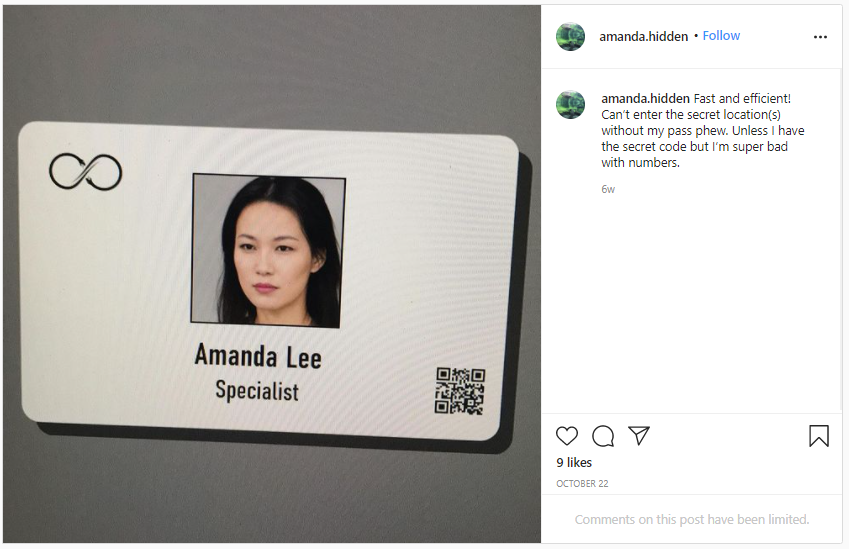 Amanda Lee
Specialist
amanda.hidden • Follow
amanda.hidden Fast and efficient!
Can't enter the secret location(s)
without my pass phew. Unless I have
the secret code but I'm super bad
with numbers.
6w
9 likes
OCTOBER 22
Comments on this post have been limited.